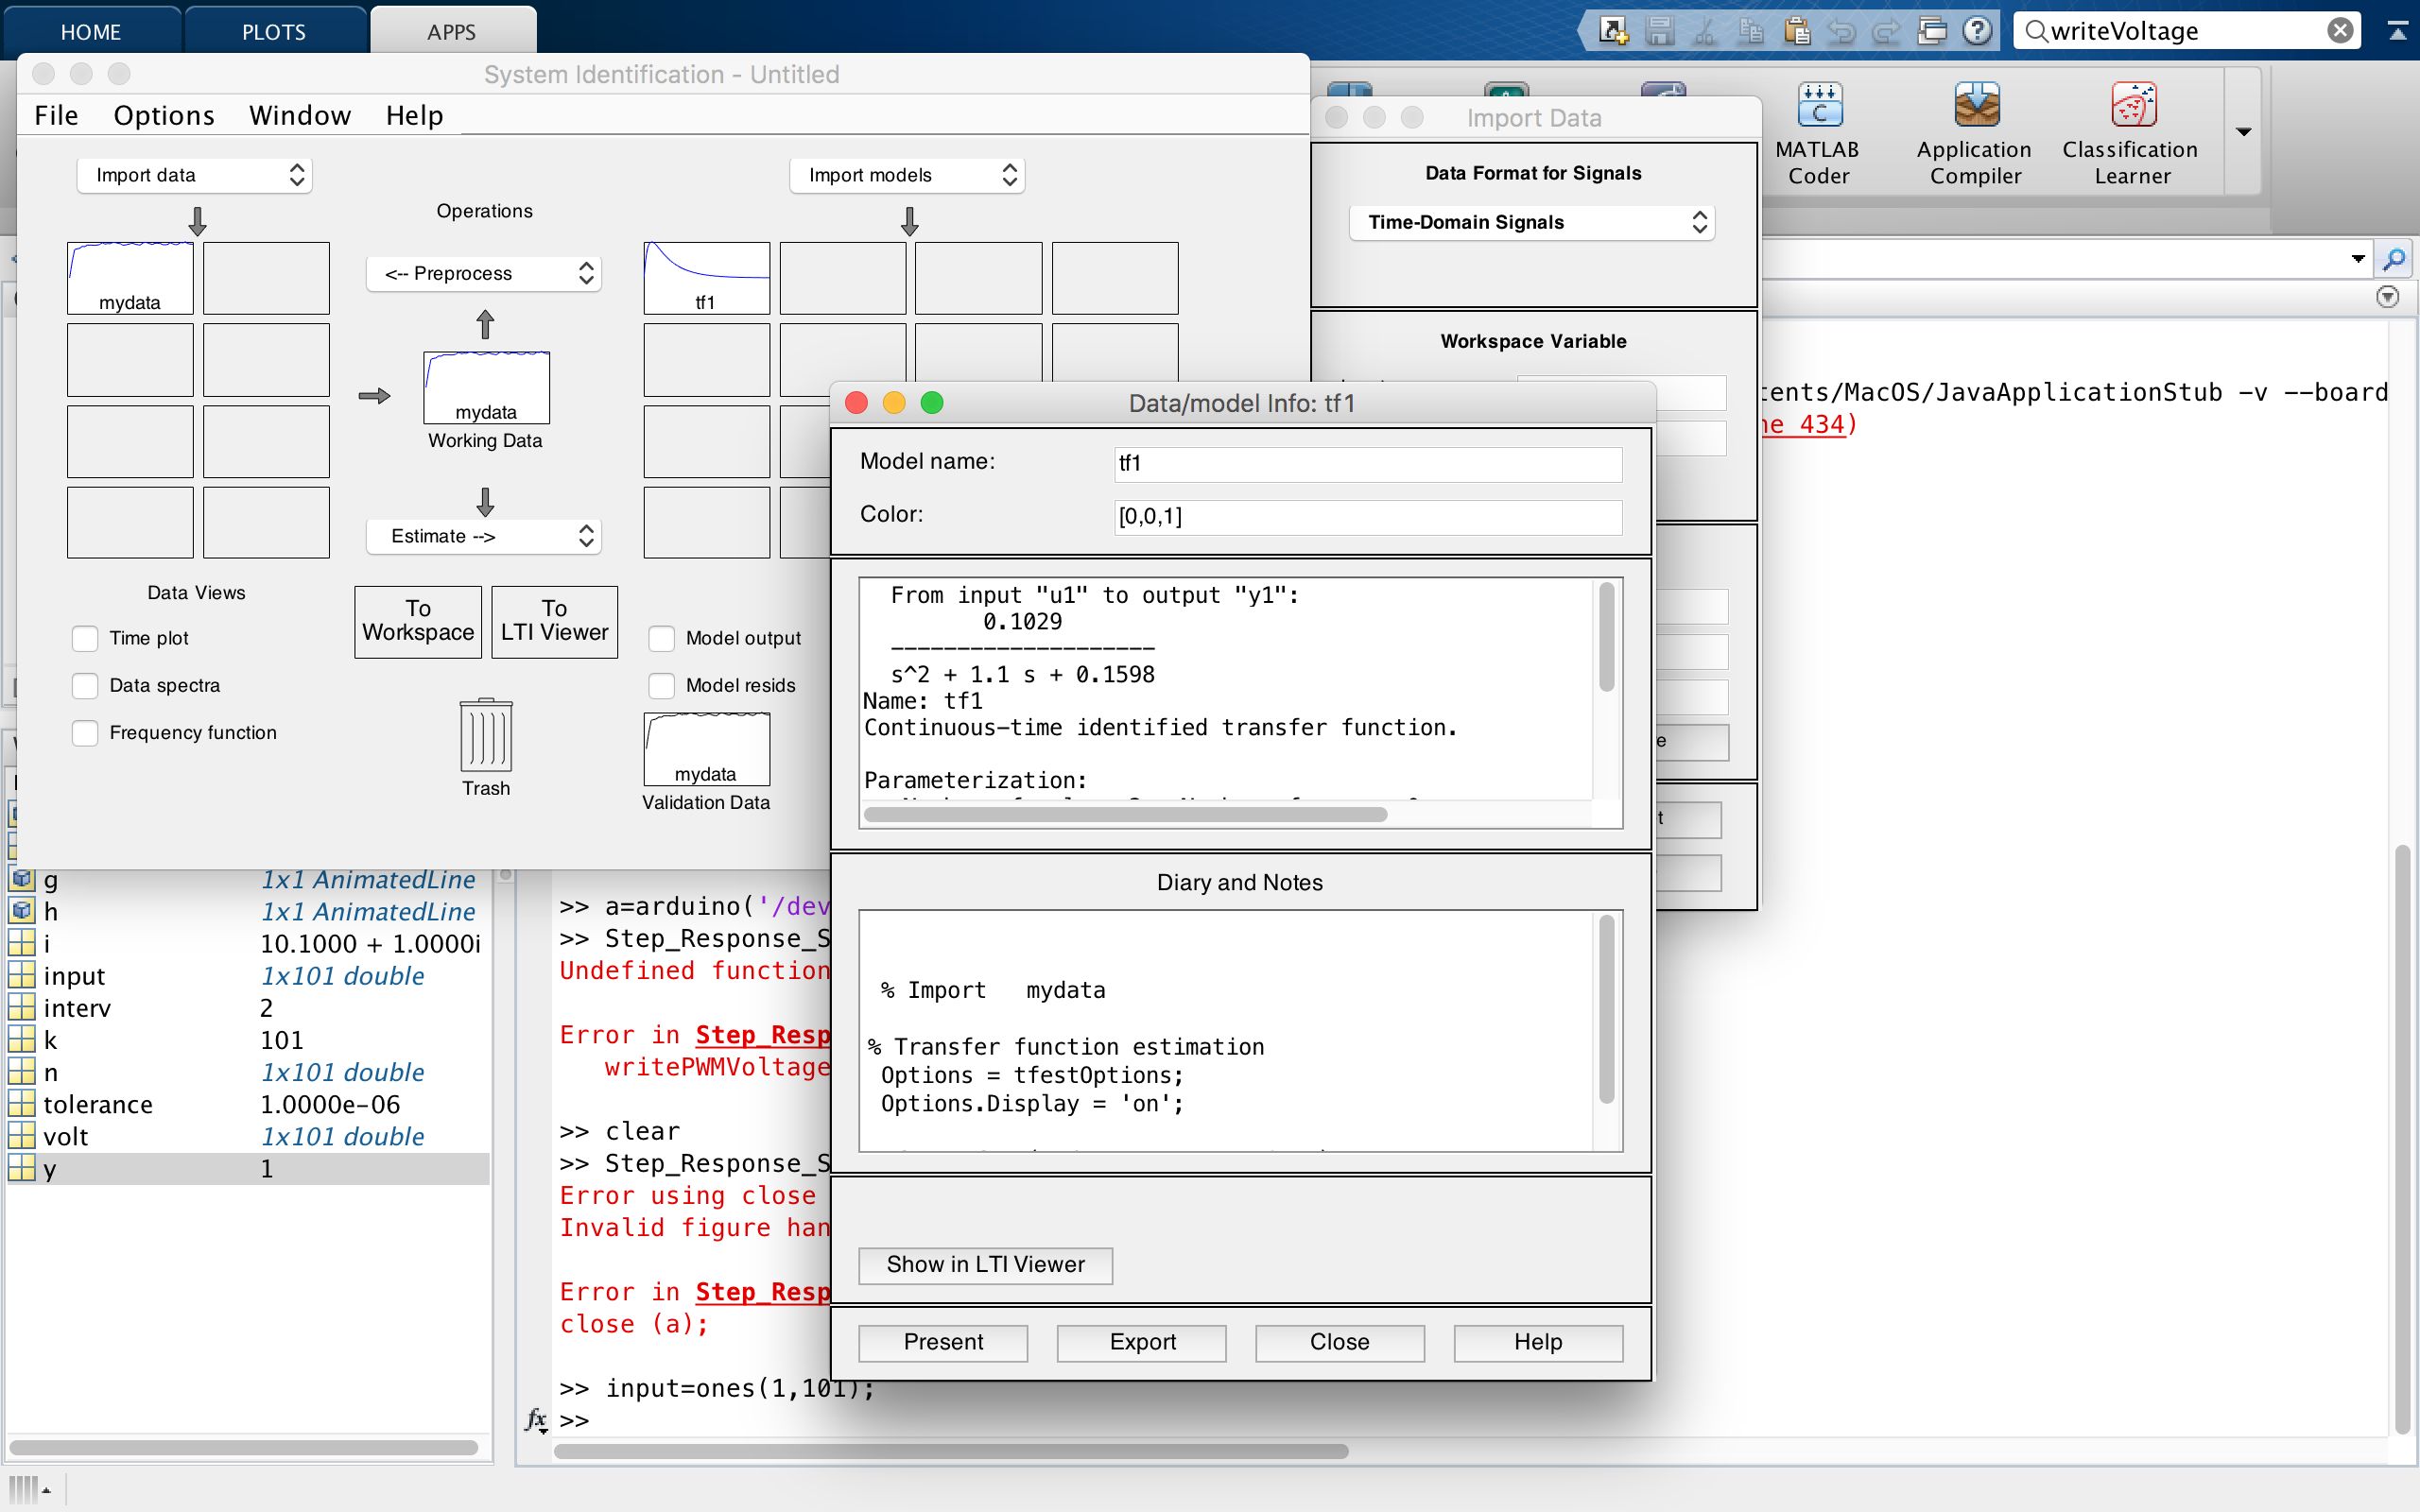 HOME PLOTS APPS
writeVoltage
System Identification - Untitled
File Options Window Help
Import data
Import models
Operations
<-- Preprocess
mydata
tf1
mydata
Working Data
Estimate -->
Data Views
To Workspace
To LTI Viewer
Time plot
Data spectra
Frequency function
Model output
Model resids
Trash
mydata
Validation Data
Import Data
Data Format for Signals
Time-Domain Signals
Workspace Variable
MATLAB Coder
Application Compiler
Classification Learner
tents/MacOS/JavaApplicationStub -v --board
ne 434)
Data/model Info: tf1
Model name: tf1
Color: [0,0,1]
From input "u1" to output "y1":
0.1029
--------------------
s^2 + 1.1 s + 0.1598
Name: tf1
Continuous-time identified transfer function.
Parameterization:
Diary and Notes
% Import mydata
% Transfer function estimation
Options = tfestOptions;
Options.Display = 'on';
Show in LTI Viewer
Present Export Close Help
g 1x1 AnimatedLine
h 1x1 AnimatedLine
i 10.1000 + 1.0000i
input 1x101 double
interv 2
k 101
n 1x101 double
tolerance 1.0000e-06
volt 1x101 double
y 1
>> a=arduino('/dev
>> Step_Response_S
Undefined function
Error in Step_Resp
writePWMVoltage
>> clear
>> Step_Response_S
Error using close
Invalid figure han
Error in Step_Resp
close (a);
>> input=ones(1,101);
fx >>